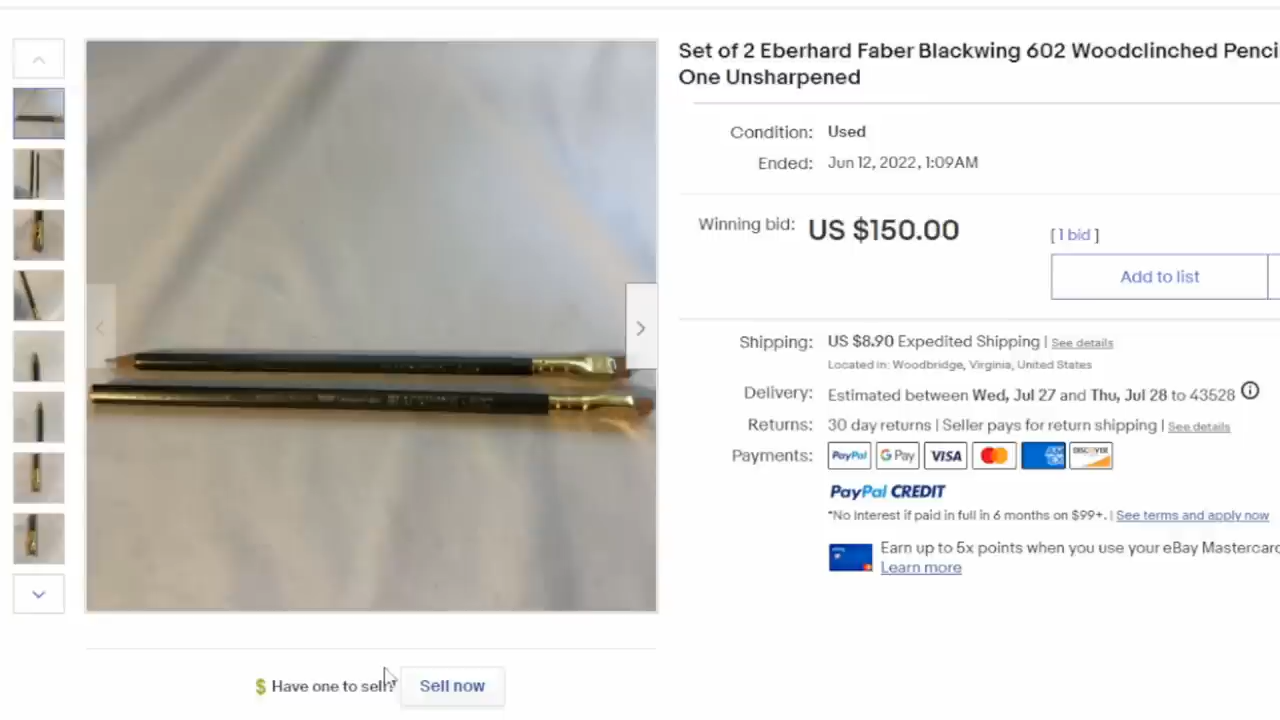 Set of 2 Eberhard Faber Blackwing 602 Woodclinched Penci
One Unsharpened
Condition: Used
Ended: Jun 12, 2022, 1:09AM
Winning bid: US $150.00 [ 1 bid ]
Add to list
Shipping: US $8.90 Expedited Shipping | See details
Located in: Woodbridge, Virginia, United States
Delivery: Estimated between Wed, Jul 27 and Thu, Jul 28 to 43528
Returns: 30 day returns | Seller pays for return shipping | See details
Payments: PayPal G Pay VISA AM EX DISCOVER
PayPal CREDIT
*No Interest if paid in full in 6 months on $99+. | See terms and apply now
Earn up to 5x points when you use your eBay Mastercard
Learn more
$ Have one to sell? Sell now